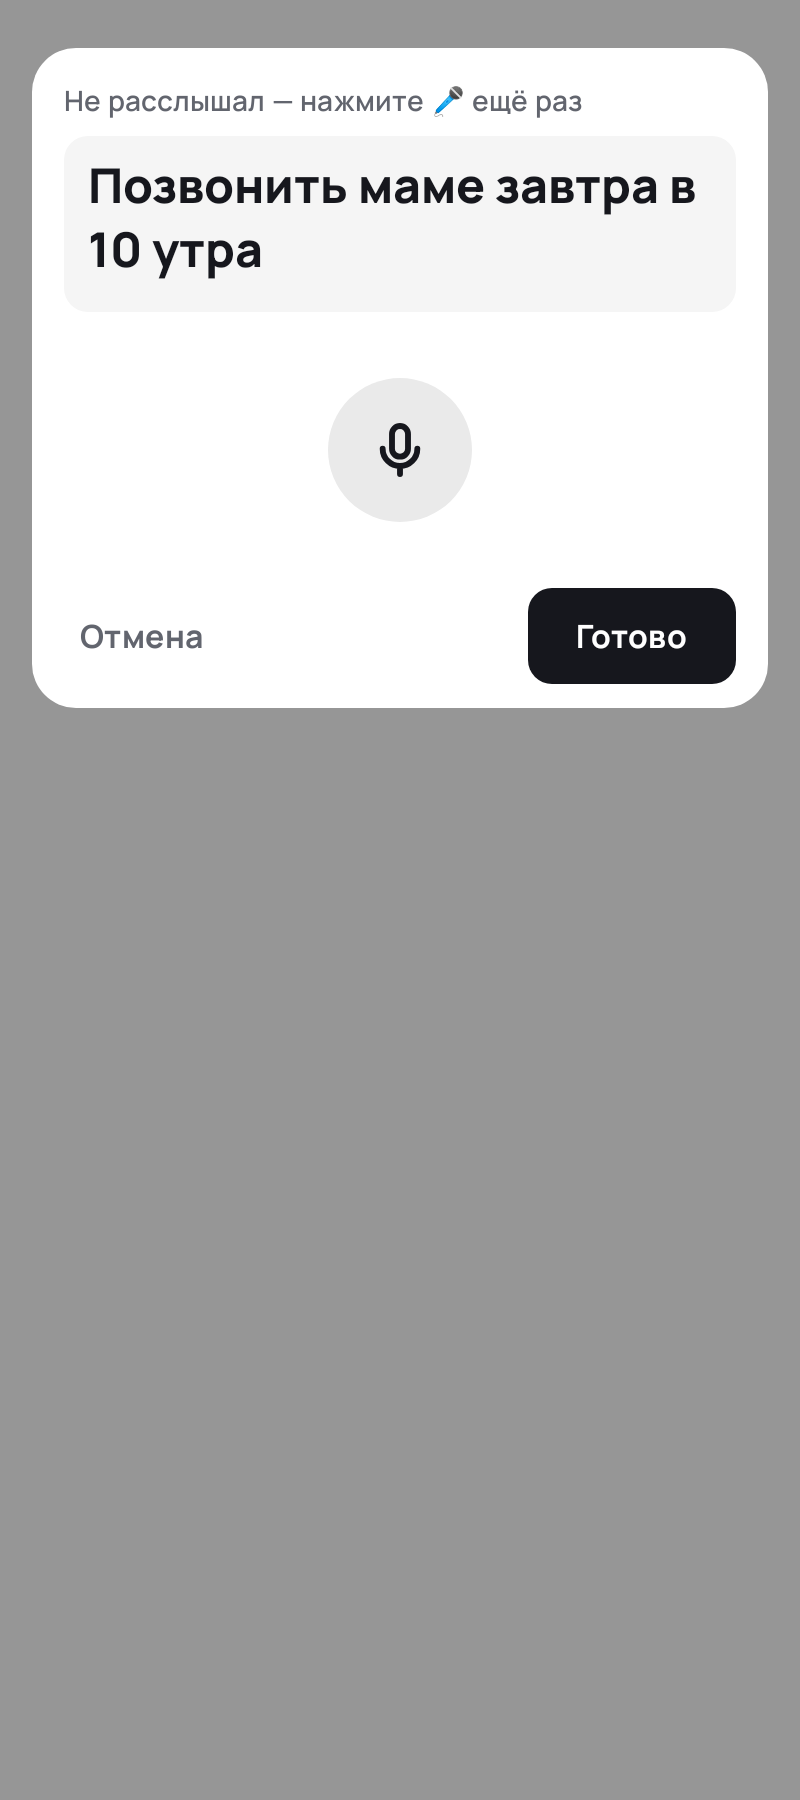 Не расслышал — нажмите 🎤 ещё раз
Позвонить маме завтра в
10 утра
Отмена
Готово